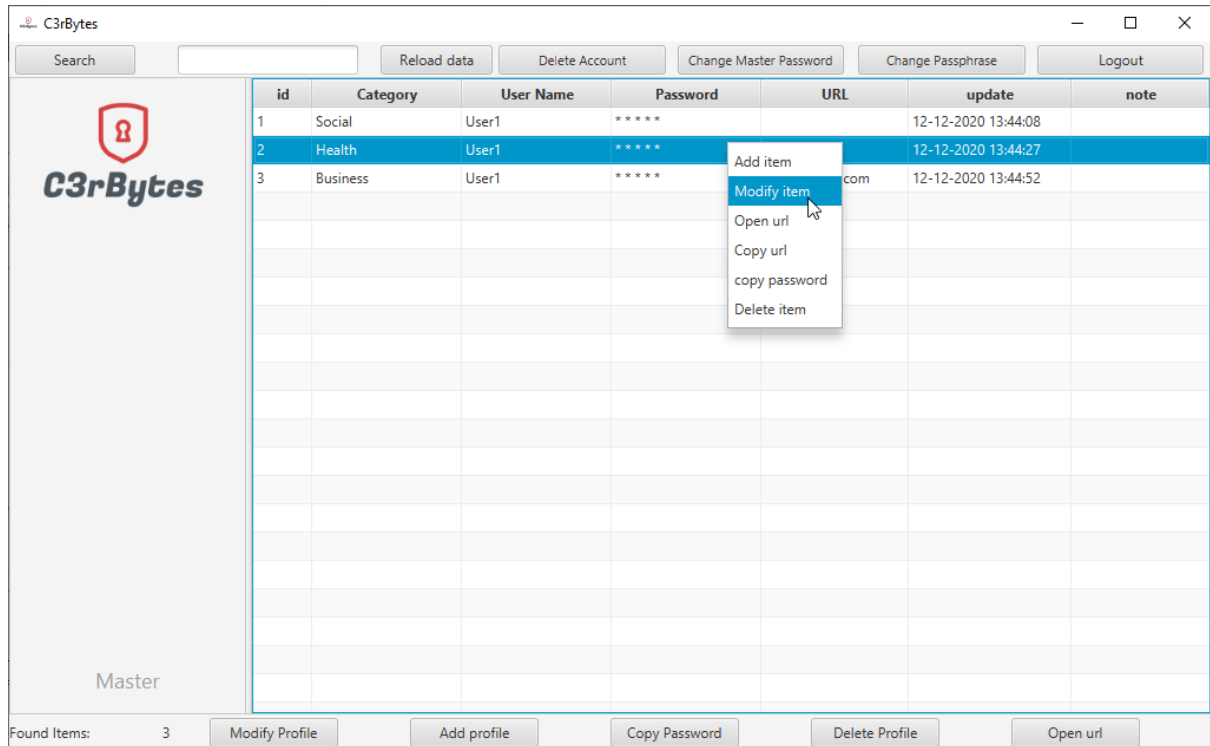 C3rBytes
Search Reload data Delete Account Change Master Password Change Passphrase Logout
id Category User Name Password URL update note
1 Social User1 * * * * * 12-12-2020 13:44:08
2 Health User1 * * * * * 12-12-2020 13:44:27
3 Business User1 * * * * * com 12-12-2020 13:44:52
Add item
Modify item
Open url
Copy url
copy password
Delete item
C3rBytes
Master
Found Items: 3 Modify Profile Add profile Copy Password Delete Profile Open url